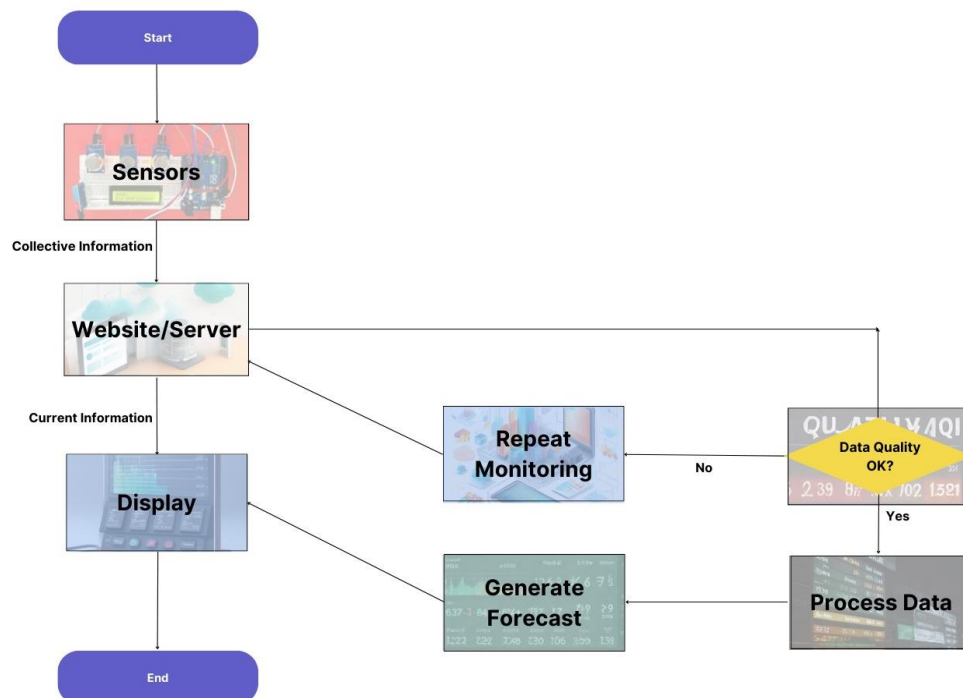 Start
Sensors
Collective Information
Website/Server
Current Information
Repeat
Monitoring
No
Data Quality
OK?
Yes
Display
Generate
Forecast
Process Data
End